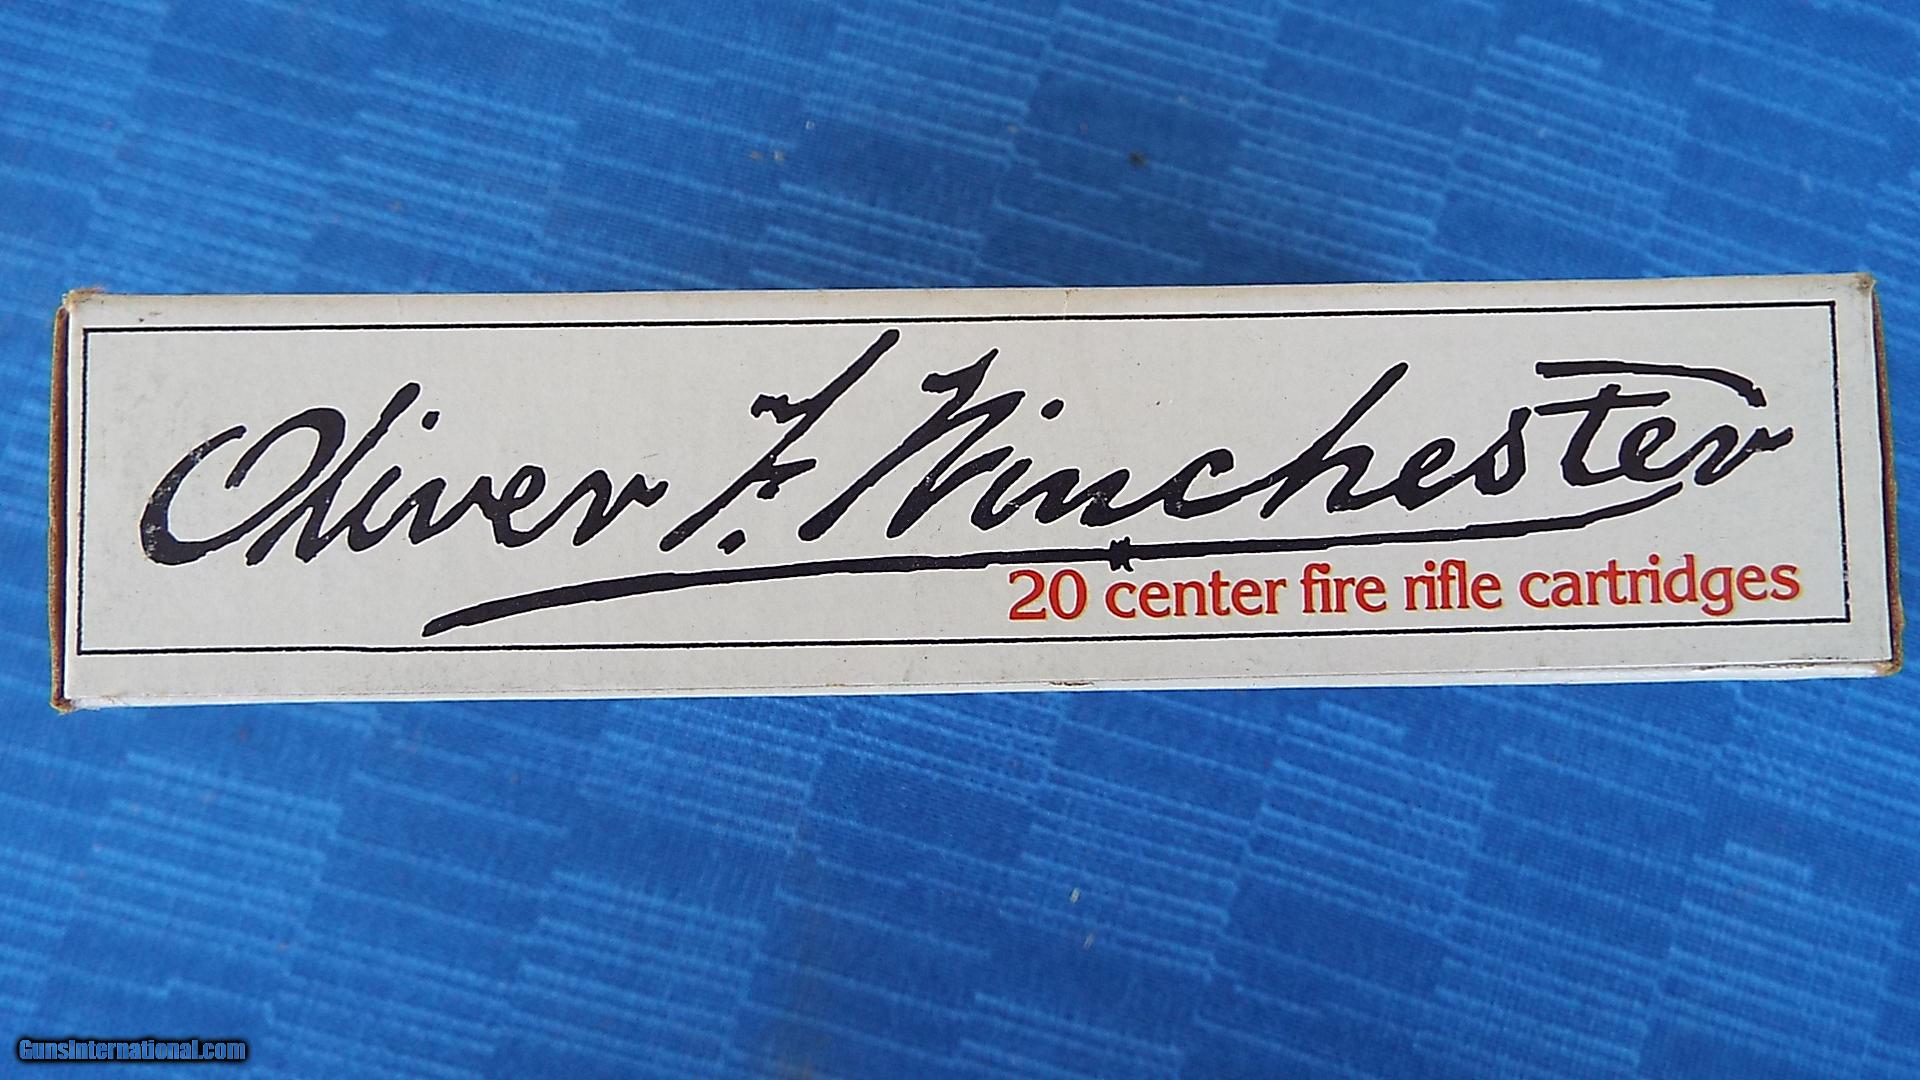 Oliver F. Winchester
20 center fire rifle cartridges
GunsInternational.com